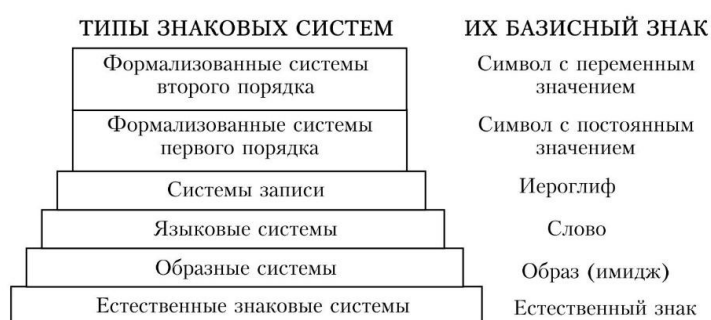 ТИПЫ ЗНАКОВЫХ СИСТЕМ ИХ БАЗИСНЫЙ ЗНАК
Формализованные системы
второго порядка
Символ с переменным
значением
Формализованные системы
первого порядка
Символ с постоянным
значением
Системы записи
Иероглиф
Языковые системы
Слово
Образные системы
Образ (имидж)
Естественные знаковые системы
Естественный знак